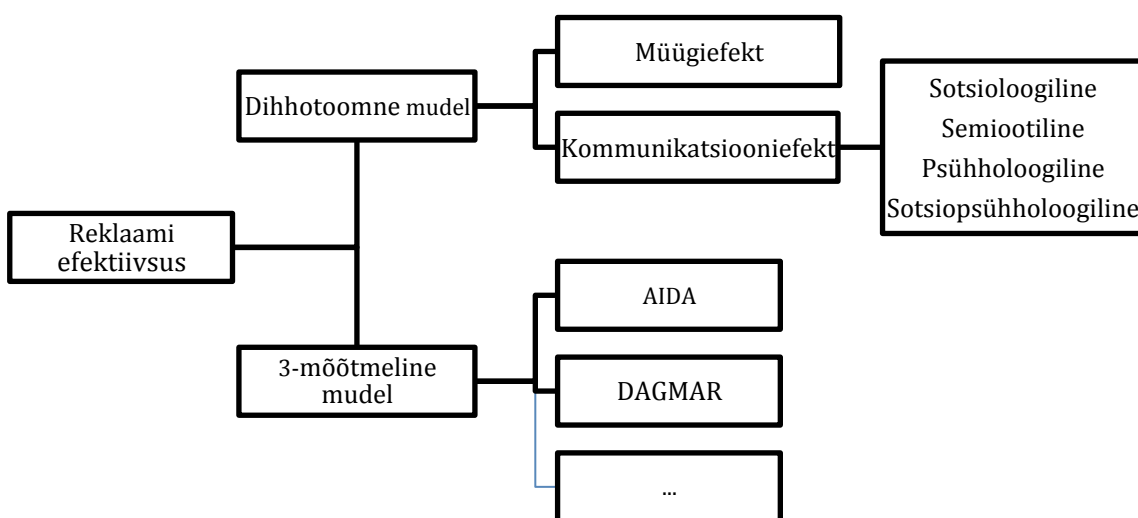 Reklaami
efektiivsus
Dihhotoomne mudel
Müügiefekt
Kommunikatsiooniefekt
Sotsioloogiline
Semiootiline
Psühholoogiline
Sotsiopsühholoogiline
3-mõõtmeline
mudel
AIDA
DAGMAR
...